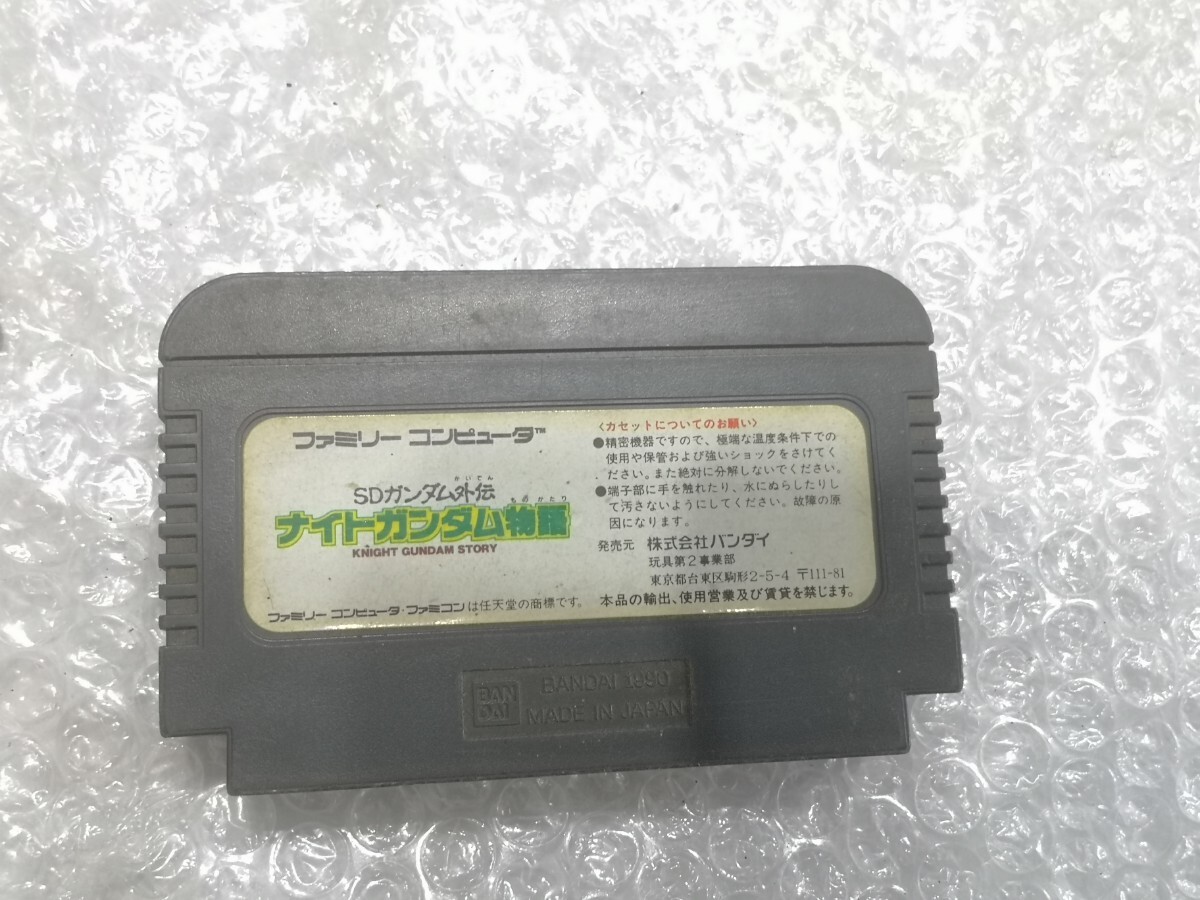 ファミリー コンピュータ™
がいでん
SDガンダム外伝
ものがたり
ナイトガンダム物語
KNIGHT GUNDAM STORY
ファミリー コンピュータ・ファミコンは任天堂の商標です。
〈カセットについてのお願い〉
●精密機器ですので、極端な温度条件下での
使用や保管および強いショックをさけてく
ださい。また絶対に分解しないでください。
●端子部に手を触れたり、水にぬらしたりし
て汚さないようにしてください。故障の原
因になります。
発売元 株式会社バンダイ
玩具第2事業部
東京都台東区駒形2-5-4 〒111-81
本品の輸出、使用営業及び賃貸を禁じます。
BAN
DAI
BANDAI 1990
MADE IN JAPAN